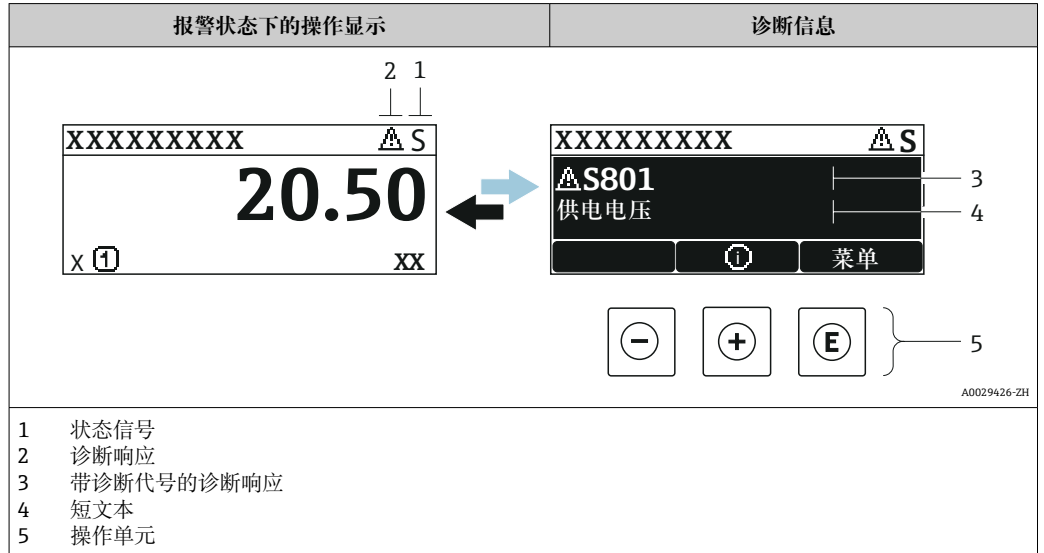 报警状态下的操作显示
诊断信息
2 1
XXXXXXXXX ⚠ S
20.50
X 1 XX
XXXXXXXXX ⚠ S
⚠S801
供电电压
i 菜单
3
4
- + E
5
A0029426-ZH
1 状态信号
2 诊断响应
3 带诊断代号的诊断响应
4 短文本
5 操作单元